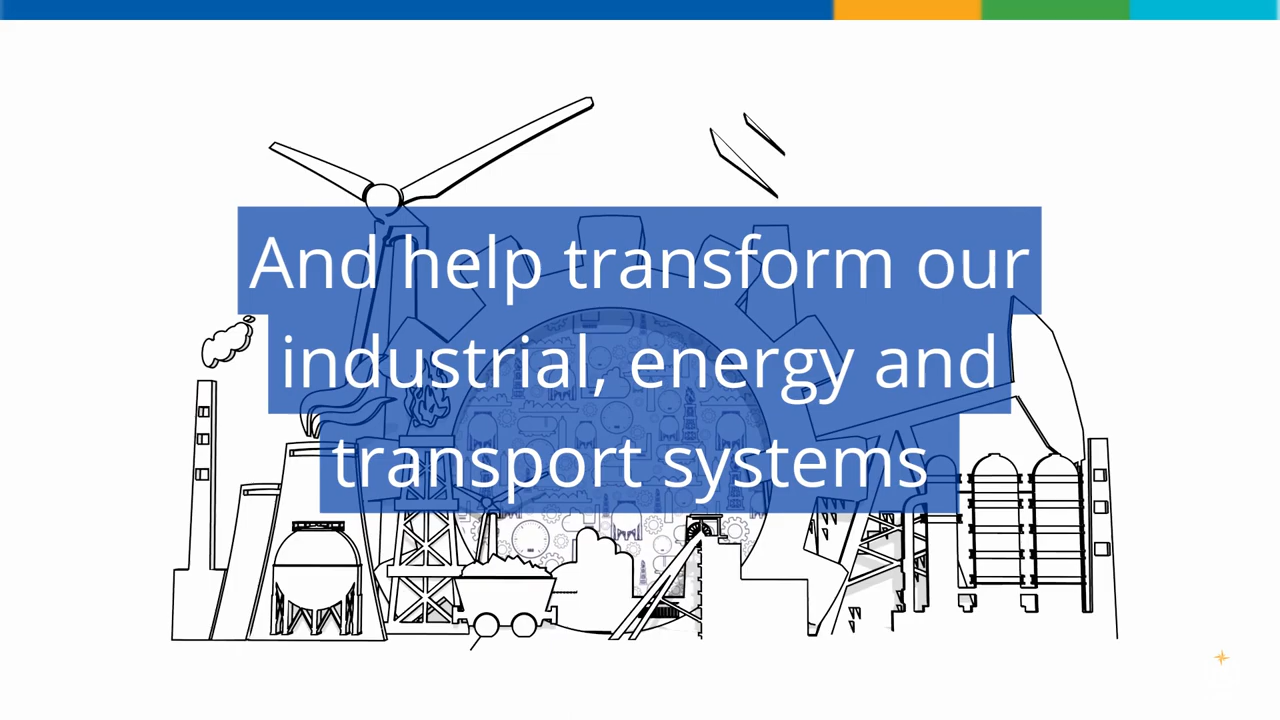 And help transform our
industrial, energy and
transport systems